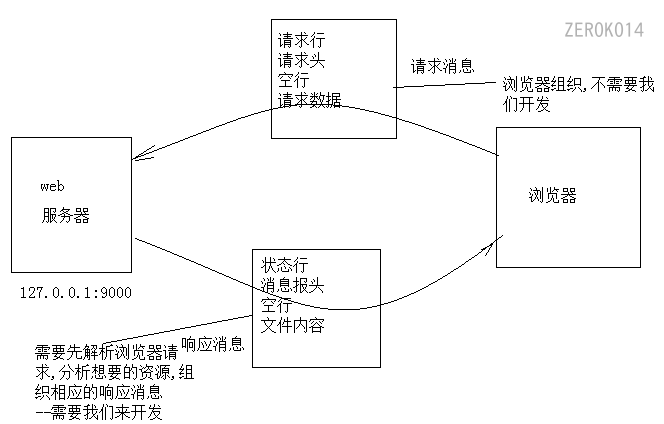 ZEROK014
请求行
请求头
空行
请求数据
请求消息
浏览器组织,不需要我
们开发
web
服务器
浏览器
127.0.0.1:9000
状态行
消息报头
空行
文件内容
响应消息
需要先解析浏览器请
求,分析想要的资源,组
织相应的响应消息
--需要我们来开发